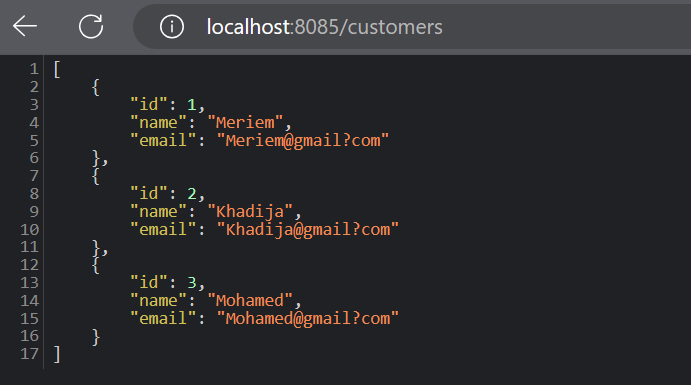 localhost:8085/customers
1 [
2 {
3 "id": 1,
4 "name": "Meriem",
5 "email": "Meriem@gmail?com"
6 },
7 {
8 "id": 2,
9 "name": "Khadija",
10 "email": "Khadija@gmail?com"
11 },
12 {
13 "id": 3,
14 "name": "Mohamed",
15 "email": "Mohamed@gmail?com"
16 }
17 ]